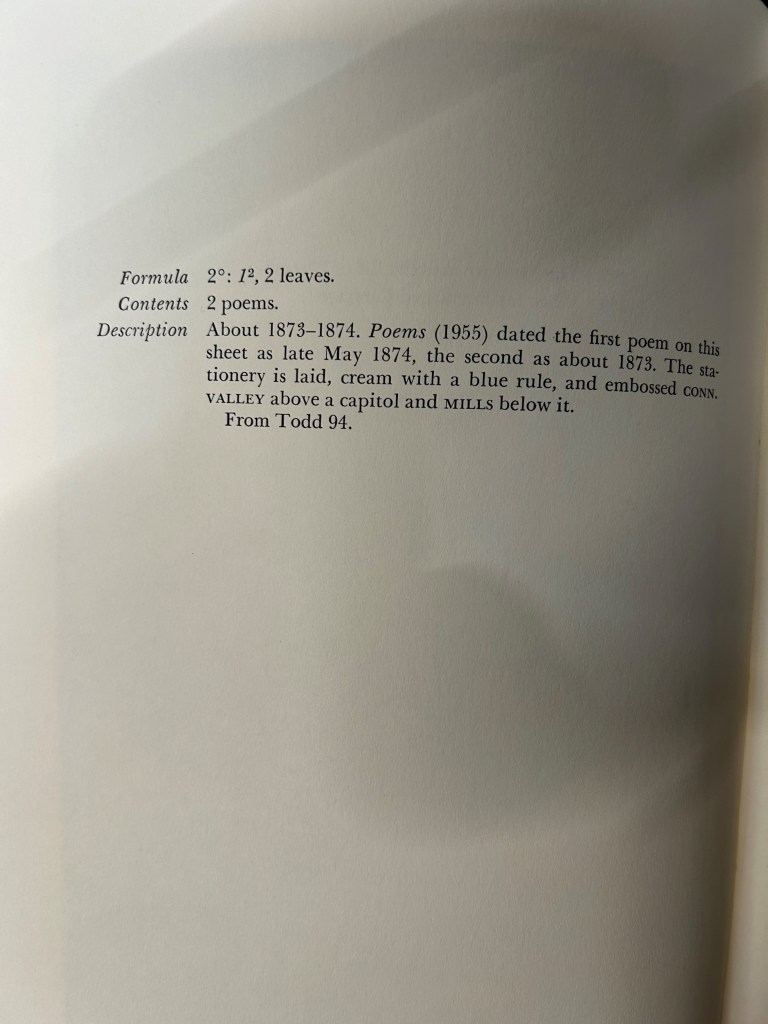 Formula 2°: 1², 2 leaves.
Contents 2 poems.
Description About 1873–1874. Poems (1955) dated the first poem on this
sheet as late May 1874, the second as about 1873. The sta-
tionery is laid, cream with a blue rule, and embossed CONN.
VALLEY above a capitol and MILLS below it.
From Todd 94.